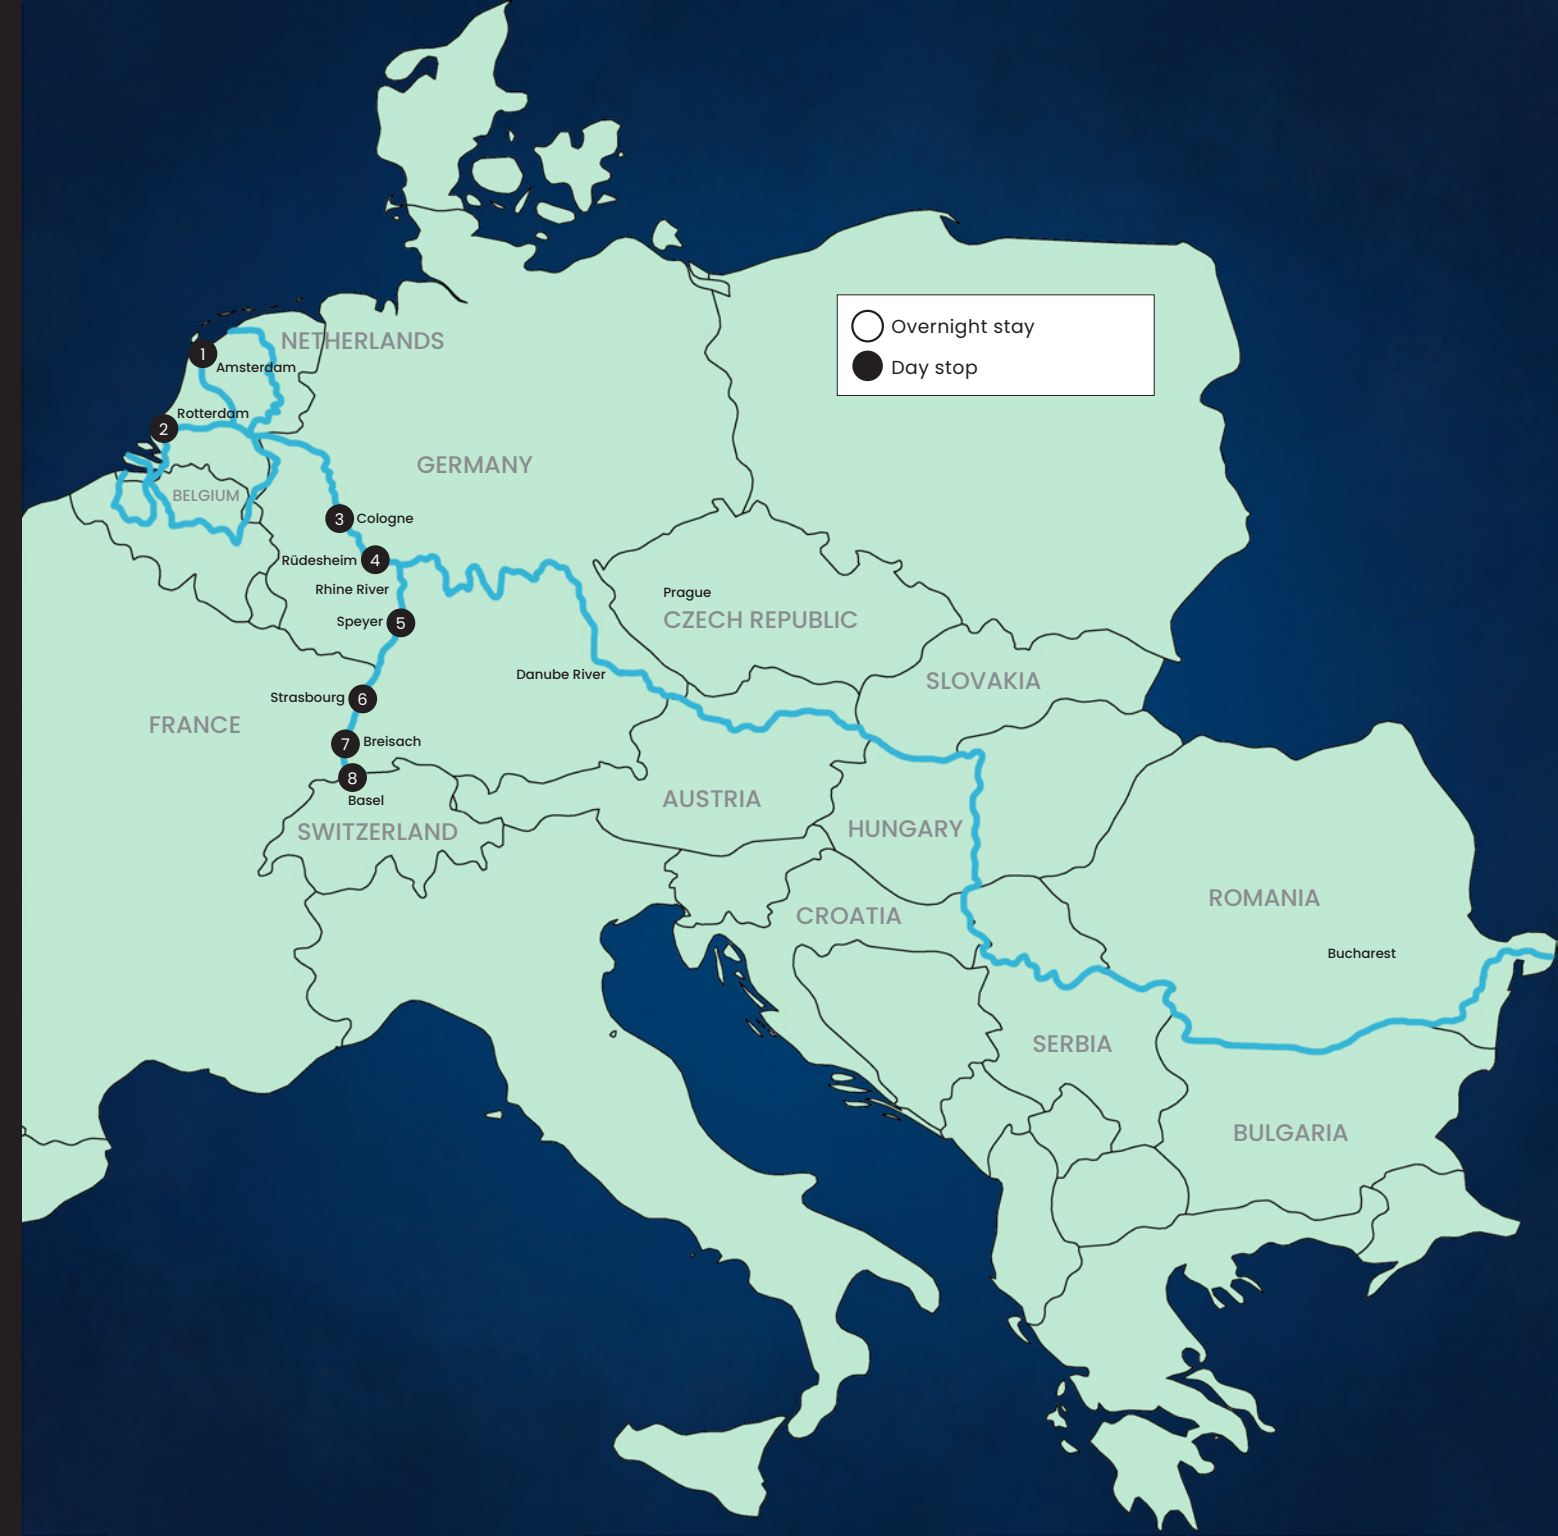 Overnight stay
Day stop
NETHERLANDS
1
Amsterdam
Rotterdam
2
GERMANY
BELGIUM
3 Cologne
Rüdesheim 4
Rhine River
Prague
CZECH REPUBLIC
Speyer 5
Danube River
SLOVAKIA
Strasbourg 6
FRANCE
7 Breisach
8
Basel
AUSTRIA
SWITZERLAND
HUNGARY
ROMANIA
CROATIA
Bucharest
SERBIA
BULGARIA